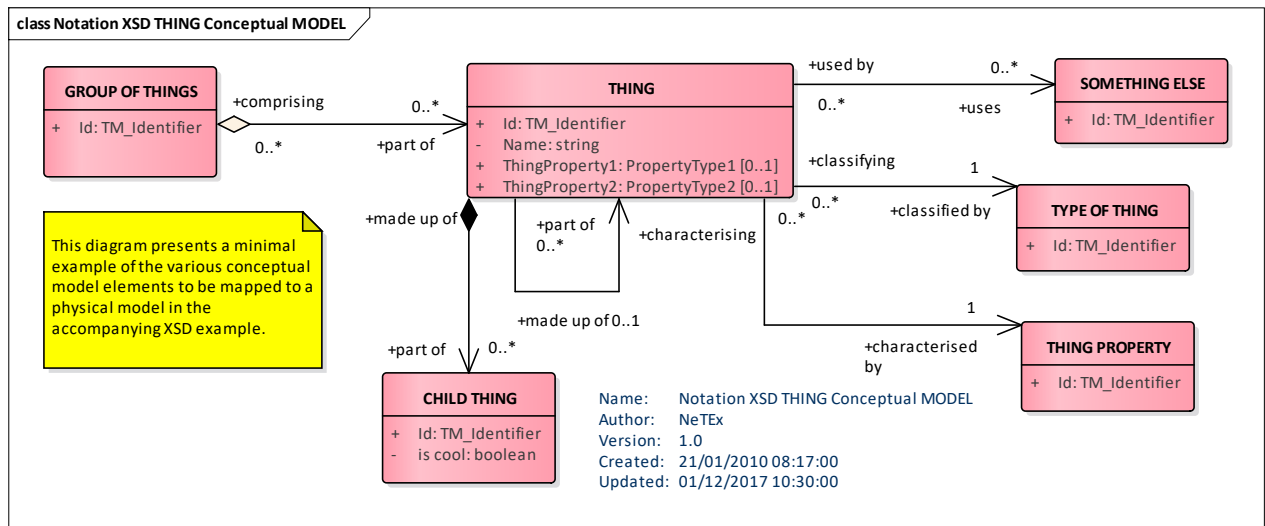 class Notation XSD THING Conceptual MODEL
GROUP OF THINGS
+ Id: TM_Identifier
+comprising
0..*
0..*
+part of
THING
+ Id: TM_Identifier
- Name: string
+ ThingProperty1: PropertyType1 [0..1]
+ ThingProperty2: PropertyType2 [0..1]
+used by
0..*
0..*
+uses
SOMETHING ELSE
+ Id: TM_Identifier
+classifying
1
0..*
+classified by
TYPE OF THING
+ Id: TM_Identifier
0..*
+characterising
1
+characterised
by
THING PROPERTY
+ Id: TM_Identifier
+made up of
+part of
0..*
+made up of 0..1
+part of
0..*
CHILD THING
+ Id: TM_Identifier
- is cool: boolean
This diagram presents a minimal
example of the various conceptual
model elements to be mapped to a
physical model in the
accompanying XSD example.
Name: Notation XSD THING Conceptual MODEL
Author: NeTEx
Version: 1.0
Created: 21/01/2010 08:17:00
Updated: 01/12/2017 10:30:00